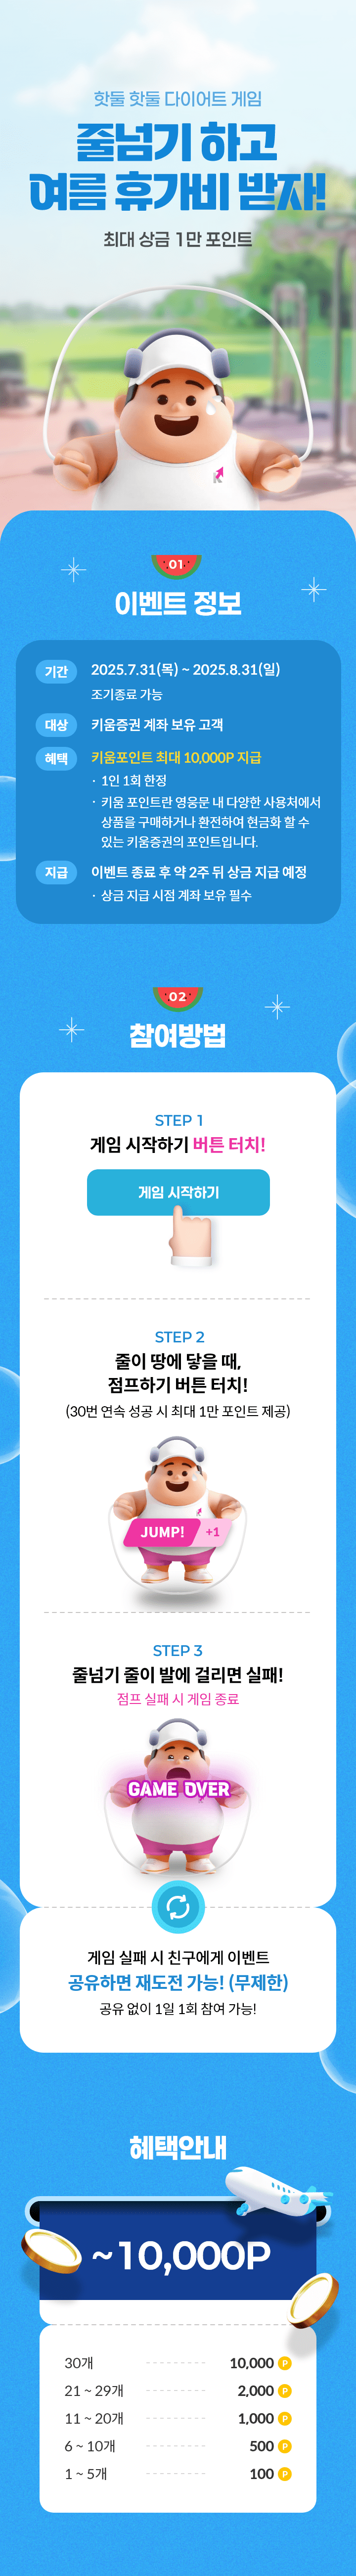 핫둘 핫둘 다이어트 게임
줄넘기 하고
여름 휴가비 받자!
최대 상금 1만 포인트
01
이벤트 정보
기간 2025.7.31(목) ~ 2025.8.31(일)
조기종료 가능
대상 키움증권 계좌 보유 고객
혜택 키움포인트 최대 10,000P 지급
· 1인 1회 한정
· 키움 포인트란 영웅문 내 다양한 사용처에서
상품을 구매하거나 환전하여 현금화 할 수
있는 키움증권의 포인트입니다.
지급 이벤트 종료 후 약 2주 뒤 상금 지급 예정
· 상금 지급 시점 계좌 보유 필수
02
참여방법
STEP 1
게임 시작하기 버튼 터치!
게임 시작하기
STEP 2
줄이 땅에 닿을 때,
점프하기 버튼 터치!
(30번 연속 성공 시 최대 1만 포인트 제공)
JUMP! +1
STEP 3
줄넘기 줄이 발에 걸리면 실패!
점프 실패 시 게임 종료
GAME OVER
게임 실패 시 친구에게 이벤트
공유하면 재도전 가능! (무제한)
공유 없이 1일 1회 참여 가능!
혜택안내
~10,000P
30개 10,000 P
21 ~ 29개 2,000 P
11 ~ 20개 1,000 P
6 ~ 10개 500 P
1 ~ 5개 100 P